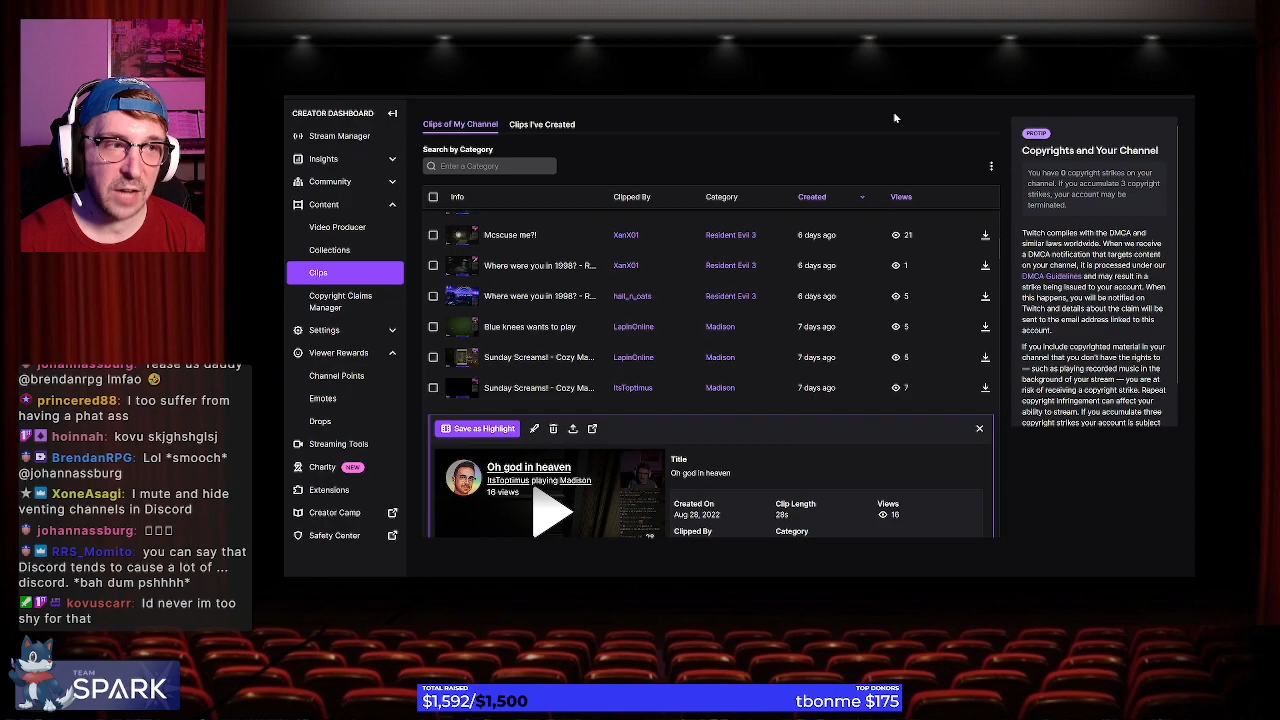 CREATOR DASHBOARD
Stream Manager
Insights
Community
Content
Video Producer
Collections
Clips
Copyright Claims
Manager
Settings
Viewer Rewards
Channel Points
Emotes
Drops
Streaming Tools
Charity NEW
Extensions
Creator Camp
Safety Center
Clips of My Channel Clips I've Created
Search by Category
Enter a Category
Info Clipped By Category Created Views
Mcscuse me?! XanX01 Resident Evil 3 6 days ago 21
Where were you in 1998? - R... XanX01 Resident Evil 3 6 days ago 1
Where were you in 1998? - R... hall_n_oats Resident Evil 3 6 days ago 5
Blue knees wants to play LapinOnline Madison 7 days ago 5
Sunday Screams! - Cozy Ma... LapinOnline Madison 7 days ago 5
Sunday Screams! - Cozy Ma... ItsToptimus Madison 7 days ago 7
Save as Highlight
Oh god in heaven
ItsToptimus playing Madison
16 views
28
Title
Oh god in heaven
Created On Clip Length Views
Aug 28, 2022 28s 16
Clipped By Category
PROTIP
Copyrights and Your Channel
You have 0 copyright strikes on your
channel. If you accumulate 3 copyright
strikes, your account may be
terminated.
Twitch complies with the DMCA and
similar laws worldwide. When we receive
a DMCA notification that targets content
on your channel, it is processed under our
DMCA Guidelines and may result in a
strike being issued to your account. When
this happens, you will be notified on
Twitch and details about the claim will be
sent to the email address linked to this
account.
If you include copyrighted material in your
channel that you don't have the rights to
— such as playing recorded music in the
background of your stream — you are at
risk of receiving a copyright strike. Repeat
copyright infringement can affect your
ability to stream. If you accumulate three
copyright strikes your account is subject
johannassburg: Tease us daddy
@brendanrpg lmfao
princered88: I too suffer from
having a phat ass
hoinnah: kovu skjghshglsj
BrendanRPG: Lol *smooch*
@johannassburg
XoneAsagi: I mute and hide
venting channels in Discord
johannassburg:
RRS_Momito: you can say that
Discord tends to cause a lot of ...
discord. *bah dum pshhhh*
kovuscarr: Id never im too
shy for that
TEAM
SPARK
TOTAL RAISED
$1,592/$1,500
TOP DONORS
tbonme $175